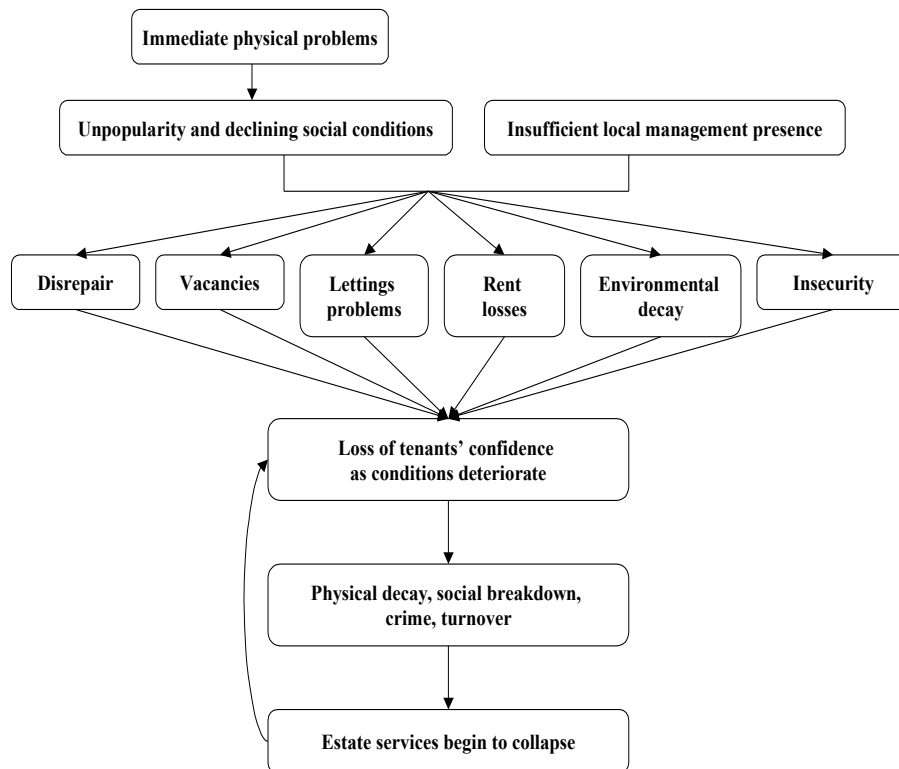 Immediate physical problems
Unpopularity and declining social conditions
Insufficient local management presence
Disrepair
Vacancies
Lettings
problems
Rent
losses
Environmental
decay
Insecurity
Loss of tenants’ confidence
as conditions deteriorate
Physical decay, social breakdown,
crime, turnover
Estate services begin to collapse